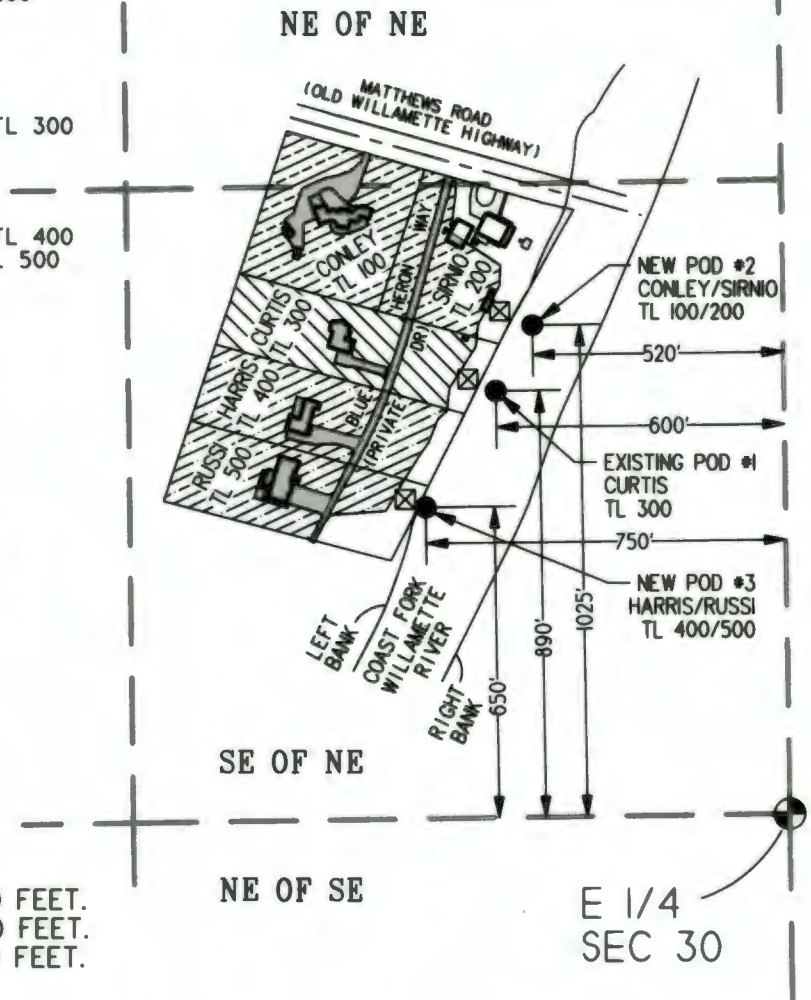 NE OF NE
MATTHEWS ROAD
(OLD WILLAMETTE HIGHWAY)
TL 300
TL 400
500
CONLEY
TL 100
HERON WAY
SIRNIO
TL 200
CURTIS
TL 300
(PRIVATE DR)
BLUE
HARRIS
TL 400
RUSSI
TL 500
NEW POD #2
CONLEY/SIRNIO
TL 100/200
520'
600'
EXISTING POD #1
CURTIS
TL 300
750'
NEW POD #3
HARRIS/RUSSI
TL 400/500
LEFT
BANK
COAST FORK
WILLAMETTE
RIVER
RIGHT
BANK
650'
890'
1025'
SE OF NE
NE OF SE
E 1/4
SEC 30
FEET.
FEET.
FEET.